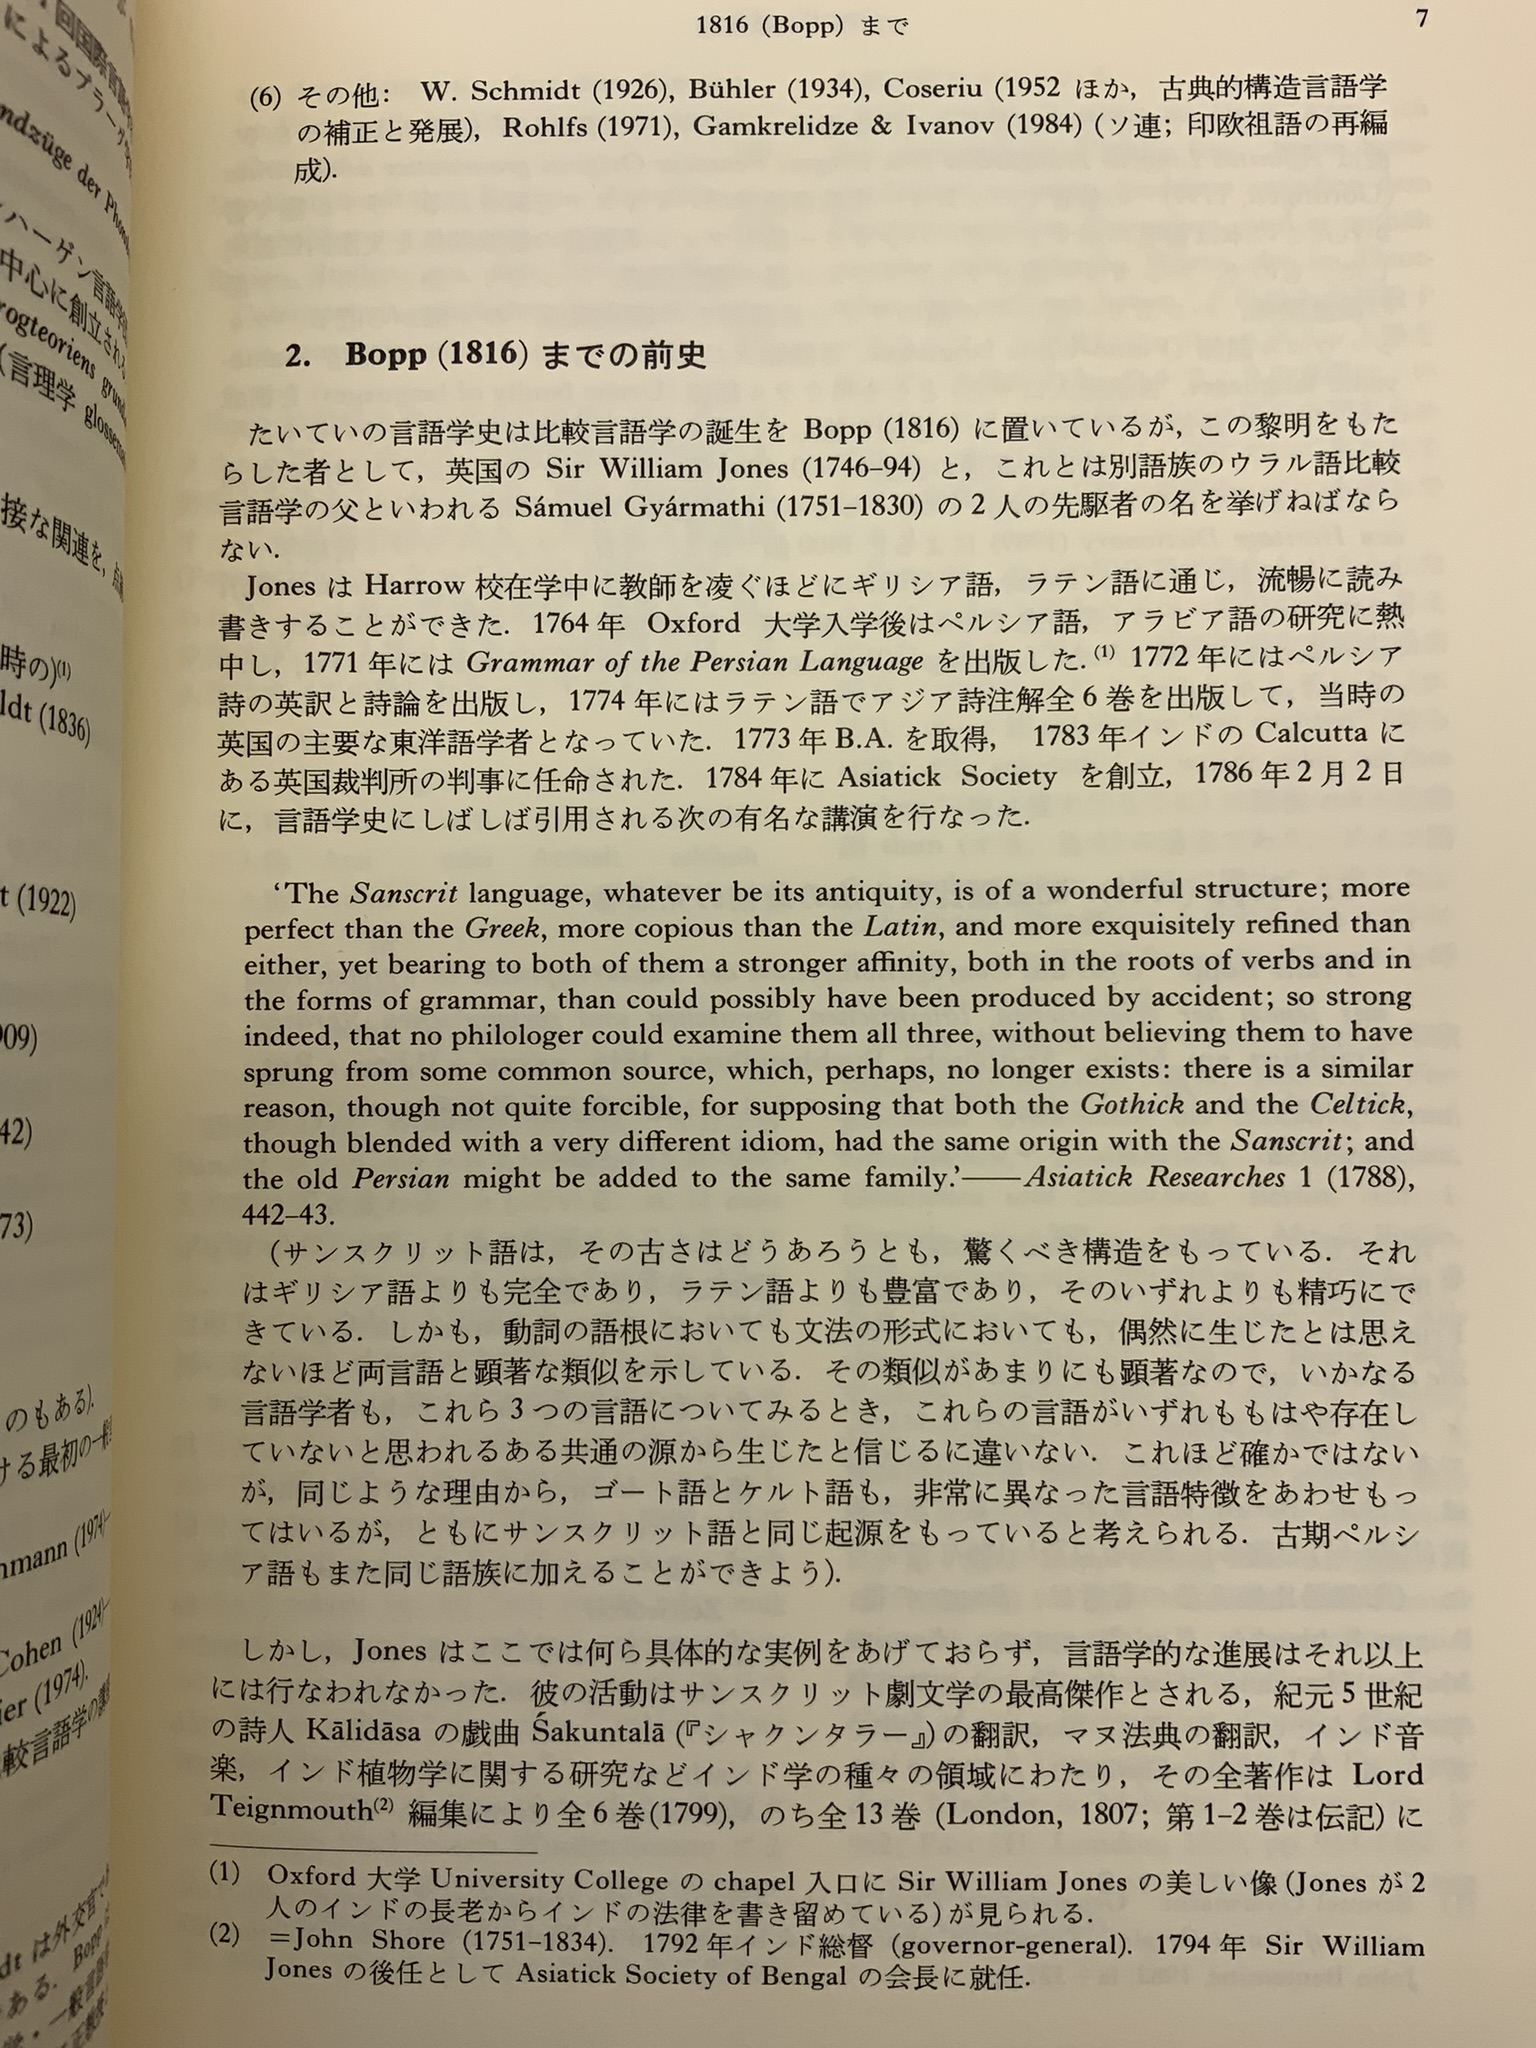 1816 (Bopp) まで
7
(6) その他: W. Schmidt (1926), Bühler (1934), Coseriu (1952 ほか, 古典的構造言語学
の補正と発展), Rohlfs (1971), Gamkrelidze & Ivanov (1984) (ソ連; 印欧祖語の再編
成).
2. Bopp (1816) までの前史
たいていの言語学史は比較言語学の誕生を Bopp (1816) に置いているが, この黎明をもた
らした者として, 英国の Sir William Jones (1746–94) と, これとは別語族のウラル語比較
言語学の父といわれる Sámuel Gyármathi (1751–1830) の 2 人の先駆者の名を挙げねばなら
ない.
Jones は Harrow 校在学中に教師を凌ぐほどにギリシア語, ラテン語に通じ, 流暢に読み
書きすることができた. 1764 年 Oxford 大学入学後はペルシア語, アラビア語の研究に熱
中し, 1771 年には Grammar of the Persian Language を出版した.(1) 1772 年にはペルシア
詩の英訳と詩論を出版し, 1774 年にはラテン語でアジア詩注解全 6 巻を出版して, 当時の
英国の主要な東洋語学者となっていた. 1773 年 B.A. を取得, 1783 年インドの Calcutta に
ある英国裁判所の判事に任命された. 1784 年に Asiatick Society を創立, 1786 年 2 月 2 日
に, 言語学史にしばしば引用される次の有名な講演を行なった.
‘The Sanscrit language, whatever be its antiquity, is of a wonderful structure; more
perfect than the Greek, more copious than the Latin, and more exquisitely refined than
either, yet bearing to both of them a stronger affinity, both in the roots of verbs and in
the forms of grammar, than could possibly have been produced by accident; so strong
indeed, that no philologer could examine them all three, without believing them to have
sprung from some common source, which, perhaps, no longer exists: there is a similar
reason, though not quite forcible, for supposing that both the Gothick and the Celtick,
though blended with a very different idiom, had the same origin with the Sanscrit; and
the old Persian might be added to the same family.’——Asiatick Researches 1 (1788),
442–43.
(サンスクリット語は, その古さはどうあろうとも, 驚くべき構造をもっている. それ
はギリシア語よりも完全であり, ラテン語よりも豊富であり, そのいずれよりも精巧にで
きている. しかも, 動詞の語根においても文法の形式においても, 偶然に生じたとは思え
ないほど両言語と顕著な類似を示している. その類似があまりにも顕著なので, いかなる
言語学者も, これら 3 つの言語についてみるとき, これらの言語がいずれももはや存在し
ていないと思われるある共通の源から生じたと信じるに違いない. これほど確かではない
が, 同じような理由から, ゴート語とケルト語も, 非常に異なった言語特徴をあわせもっ
てはいるが, ともにサンスクリット語と同じ起源をもっていると考えられる. 古期ペルシ
ア語もまた同じ語族に加えることができよう).
しかし, Jones はここでは何ら具体的な実例をあげておらず, 言語学的な進展はそれ以上
には行なわれなかった. 彼の活動はサンスクリット劇文学の最高傑作とされる, 紀元 5 世紀
の詩人 Kālidāsa の戯曲 Śakuntalā (『シャクンタラー』) の翻訳, マヌ法典の翻訳, インド音
楽, インド植物学に関する研究などインド学の種々の領域にわたり, その全著作は Lord
Teignmouth(2) 編集により全 6 巻 (1799), のち全 13 巻 (London, 1807; 第 1–2 巻は伝記) に
(1) Oxford 大学 University College の chapel 入口に Sir William Jones の美しい像 (Jones が 2
人のインドの長老からインドの法律を書き留めている) が見られる.
(2) =John Shore (1751–1834). 1792 年インド総督 (governor-general). 1794 年 Sir William
Jones の後任として Asiatick Society of Bengal の会長に就任.